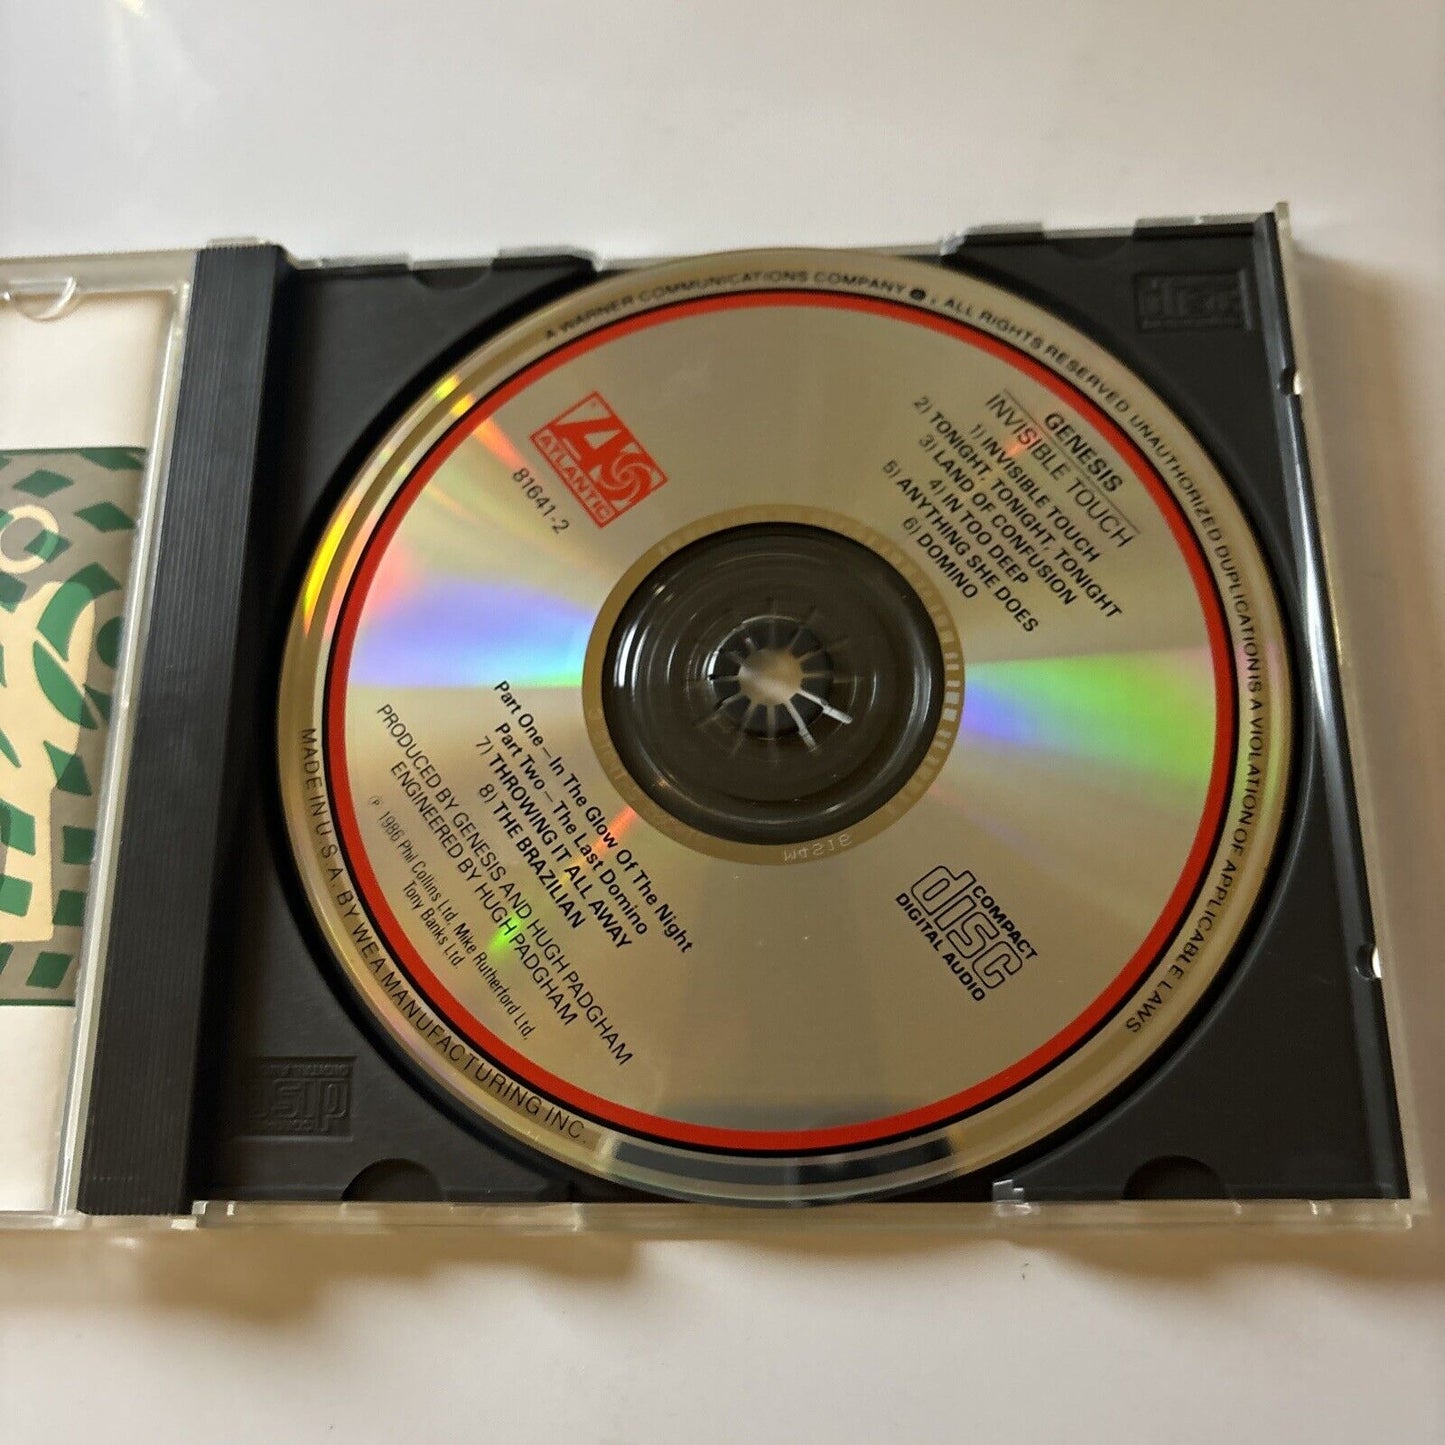 A WARNER COMMUNICATIONS COMPANY
, ALL RIGHTS RESERVED UNAUTHORIZED DUPLICATION IS A VIOLATION OF APPLICABLE LAWS
ATLANTIC
81641-2
GENESIS
INVISIBLE TOUCH
1) INVISIBLE TOUCH
2) TONIGHT, TONIGHT, TONIGHT
3) LAND OF CONFUSION
4) IN TOO DEEP
5) ANYTHING SHE DOES
6) DOMINO
Part One—In The Glow Of The Night
Part Two—The Last Domino
7) THROWING IT ALL AWAY
8) THE BRAZILIAN
PRODUCED BY GENESIS AND HUGH PADGHAM
ENGINEERED BY HUGH PADGHAM
℗ 1986 Phil Collins Ltd, Mike Rutherford Ltd,
Tony Banks Ltd.
COMPACT
disc
DIGITAL AUDIO
MADE IN U.S.A. BY WEA MANUFACTURING INC.
disc